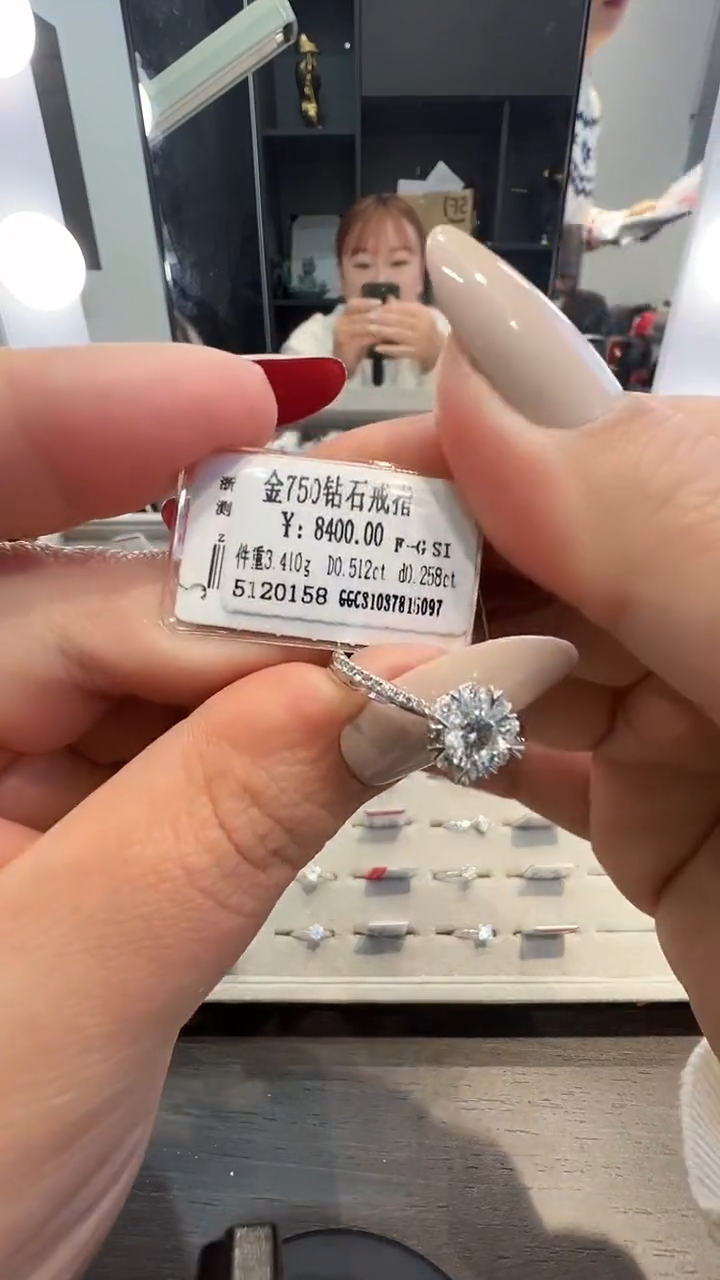 SF
浙
测
Z
金750钻石戒指
¥: 8400.00 F-G SI
件重3.410g D0.512ct d0.258ct
5120158 GGC31037815097